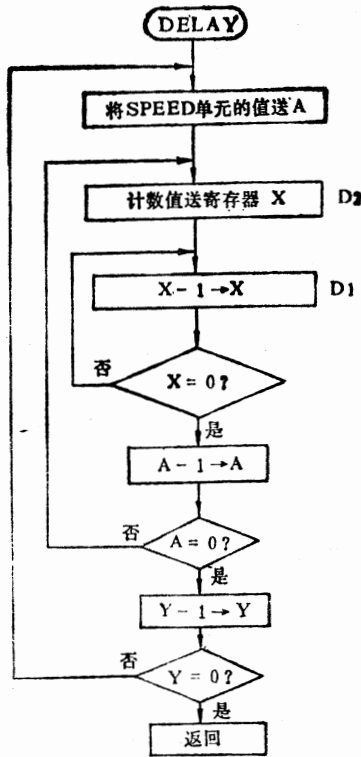 DELAY
将SPEED单元的值送A
计数值送寄存器 X D2
X-1→X D1
否
X=0?
是
A-1→A
否
A=0?
是
Y-1→Y
否
Y=0?
是
返回